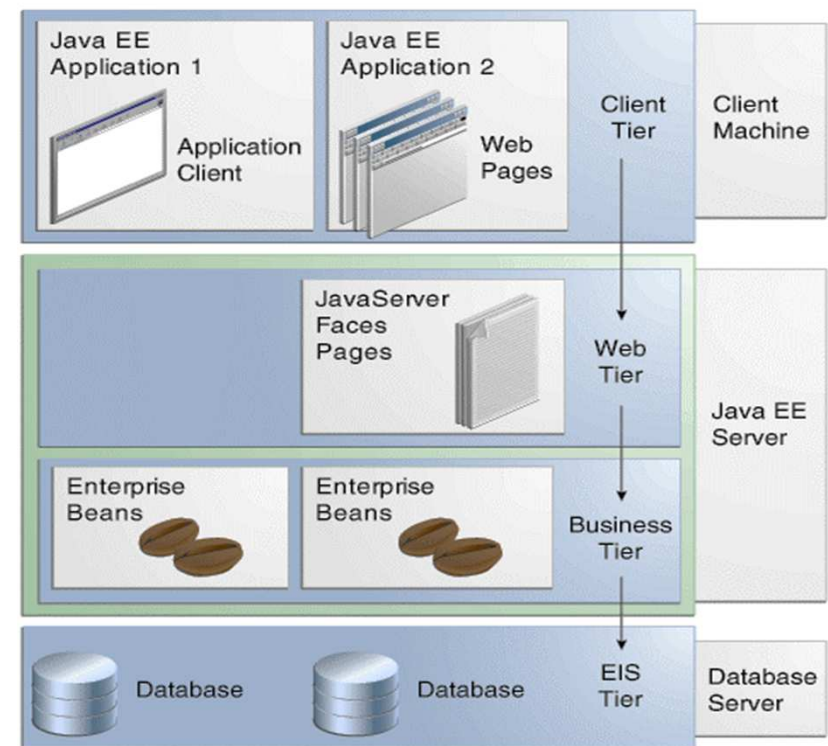 Java EE
Application 1
Application
Client
Java EE
Application 2
Web
Pages
Client
Tier
Client
Machine
JavaServer
Faces
Pages
Web
Tier
Java EE
Server
Enterprise
Beans
Enterprise
Beans
Business
Tier
Database
Database
EIS
Tier
Database
Server